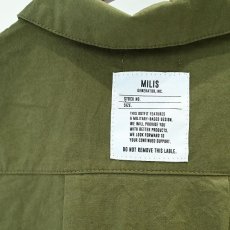 MILIS
GENERATION, INC.
STOCK NO.
SIZE.
THIS OUTFIT FEATURES
A MILITARY-BASED DESIGN.
WE WILL PROVIDE YOU
WITH BETTER PRODUCTS.
WE LOOK FORWARD TO
YOUR CONTINUED SUPPORT.
DO NOT REMOVE THIS LABLE.